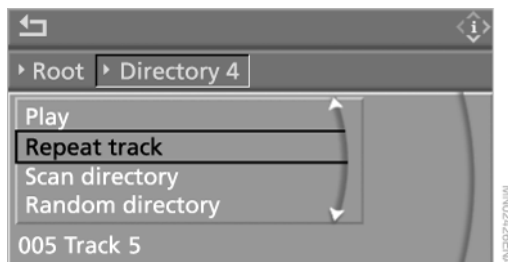 Root Directory 4
Play
Repeat track
Scan directory
Random directory
005 Track 5